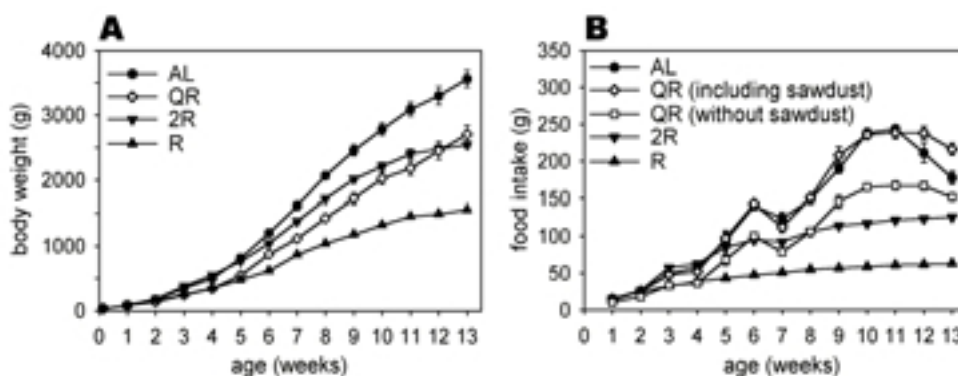 A
body weight (g)
4000
3000
2000
1000
0
AL
QR
2R
R
0 1 2 3 4 5 6 7 8 9 10 11 12 13
age (weeks)
B
food intake (g)
350
300
250
200
150
100
50
0
AL
QR (including sawdust)
QR (without sawdust)
2R
R
0 1 2 3 4 5 6 7 8 9 10 11 12 13
age (weeks)